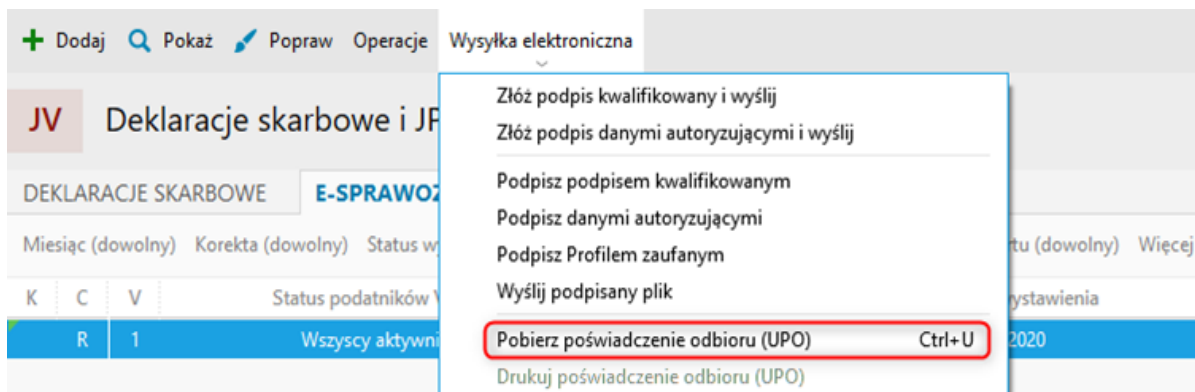 Dodaj Pokaż Popraw Operacje Wysyłka elektroniczna
Złóż podpis kwalifikowany i wyślij
JV Deklaracje skarbowe i JP
Złóż podpis danymi autoryzującymi i wyślij
Podpisz podpisem kwalifikowanym
DEKLARACJE SKARBOWE E-SPRAWOZ
Podpisz danymi autoryzującymi
Miesiąc (dowolny) Korekta (dowolny) Status w rtu (dowolny) Więcej
Podpisz Profilem zaufanym
Wyślij podpisany plik
K C V Status podatników V wystawienia
R 1 Wszyscy aktywni Pobierz poświadczenie odbioru (UPO) Ctrl+U 2020
Drukuj poświadczenie odbioru (UPO)